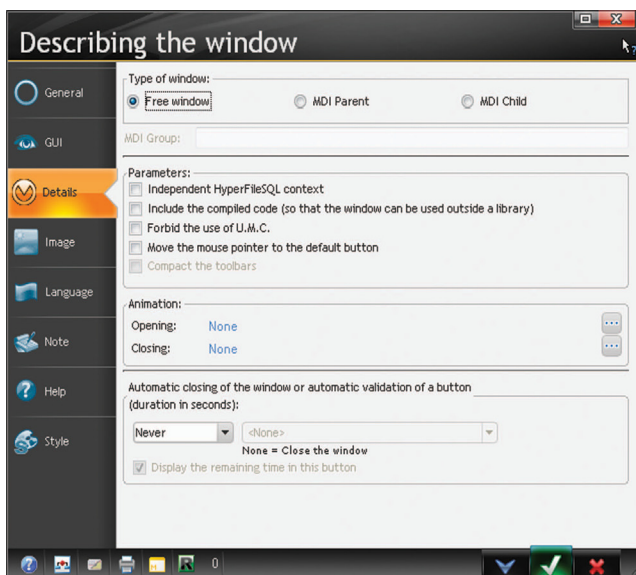 Describing the window
General
GUI
Details
Image
Language
Note
Help
Style
Type of window:
Free window
MDI Parent
MDI Child
MDI Group:
Parameters:
Independent HyperFileSQL context
Include the compiled code (so that the window can be used outside a library)
Forbid the use of U.M.C.
Move the mouse pointer to the default button
Compact the toolbars
Animation:
Opening: None
Closing: None
Automatic closing of the window or automatic validation of a button
(duration in seconds):
Never
<None>
None = Close the window
Display the remaining time in this button
R 0